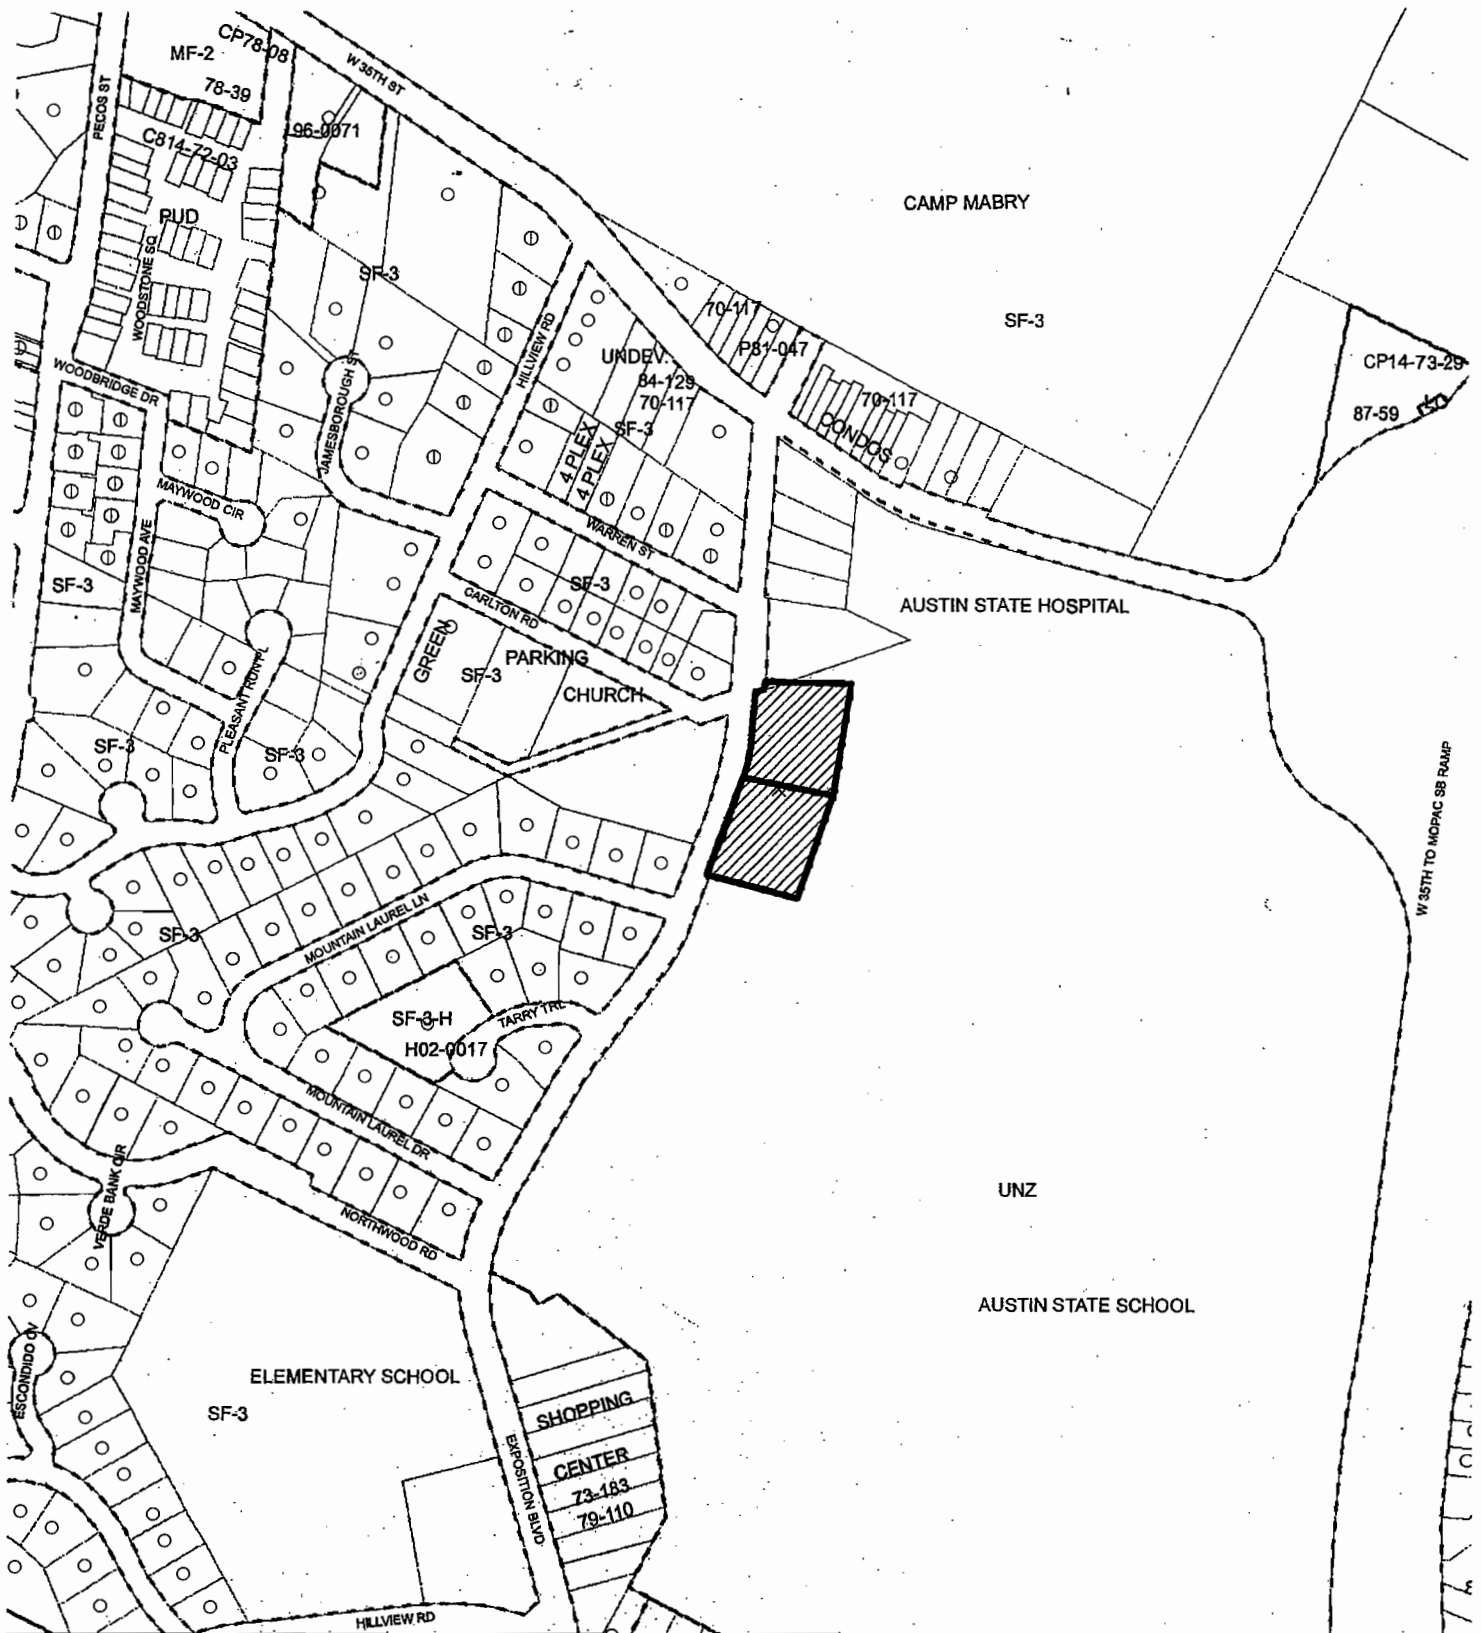 CP78-08
MF-2
78-39
W 35TH ST
PECOS ST
96-0071
C814-72-03
PUD
WOODSTONE SQ
CAMP MABRY
SF-3
SF-3
HILLVIEW RD
70-117
P81-047
UNDEV.
84-129
70-117
SF-3
CP14-73-29
87-59
WOODBRIDGE DR
JAMESBOROUGH ST
70-117
CONDOS
4 PLEX
4 PLEX
MAYWOOD CIR
WARREN ST
MAYWOOD AVE
SF-3
SF-3
CARLTON RD
AUSTIN STATE HOSPITAL
GREEN
PARKING
SF-3
CHURCH
PLEASANT RUN PL
SF-3
SF-3
W 35TH TO MOPAC SB RAMP
MOUNTAIN LAUREL LN
SF-3
SF-3
SF-3-H
TARRY TRL
H02-0017
MOUNTAIN LAUREL DR
VERDE BANK CIR
UNZ
NORTHWOOD RD
AUSTIN STATE SCHOOL
ESCONDIDO CV
ELEMENTARY SCHOOL
SF-3
SHOPPING
CENTER
73-183
79-110
EXPOSITION BLVD
HILLVIEW RD